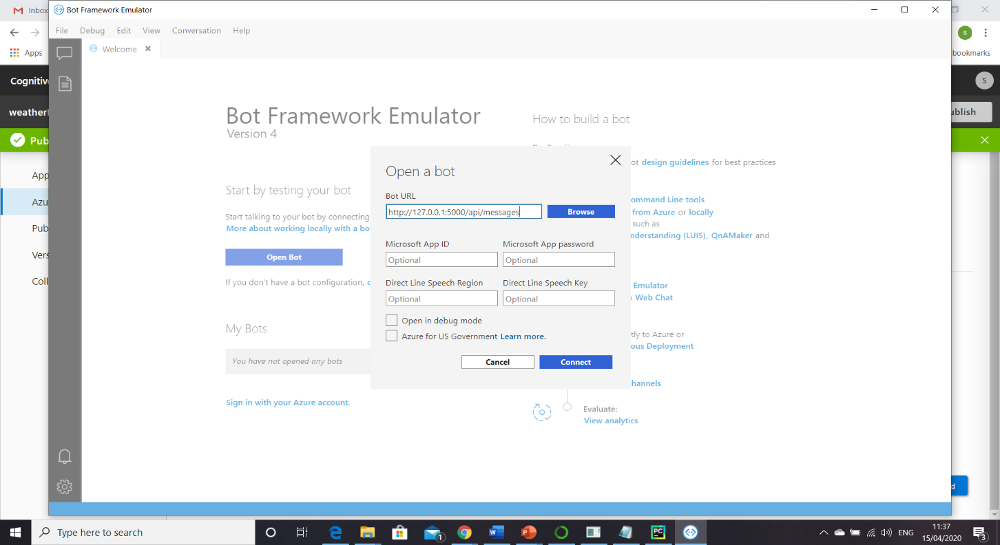 Inbox
Bot Framework Emulator
File Debug Edit View Conversation Help
Apps
Welcome
S
bookmarks
Cognitive
S
weather
ublish
Pub
App
Azu
Pub
Vers
Coll
Bot Framework Emulator
Version 4
Start by testing your bot
Start talking to your bot by connecting
More about working locally with a bo
Open Bot
If you don't have a bot configuration,
My Bots
You have not opened any bots
Sign in with your Azure account.
How to build a bot
ot design guidelines for best practices
ommand Line tools
from Azure or locally
such as
nderstanding (LUIS), QnAMaker and
Emulator
Web Chat
tly to Azure or
ous Deployment
hannels
Evaluate:
View analytics
Open a bot
Bot URL
http://127.0.0.1:5000/api/messages
Browse
Microsoft App ID Microsoft App password
Optional Optional
Direct Line Speech Region Direct Line Speech Key
Optional Optional
Open in debug mode
Azure for US Government Learn more.
Cancel Connect
d
Type here to search
1
PC
ENG
11:37
15/04/2020
3